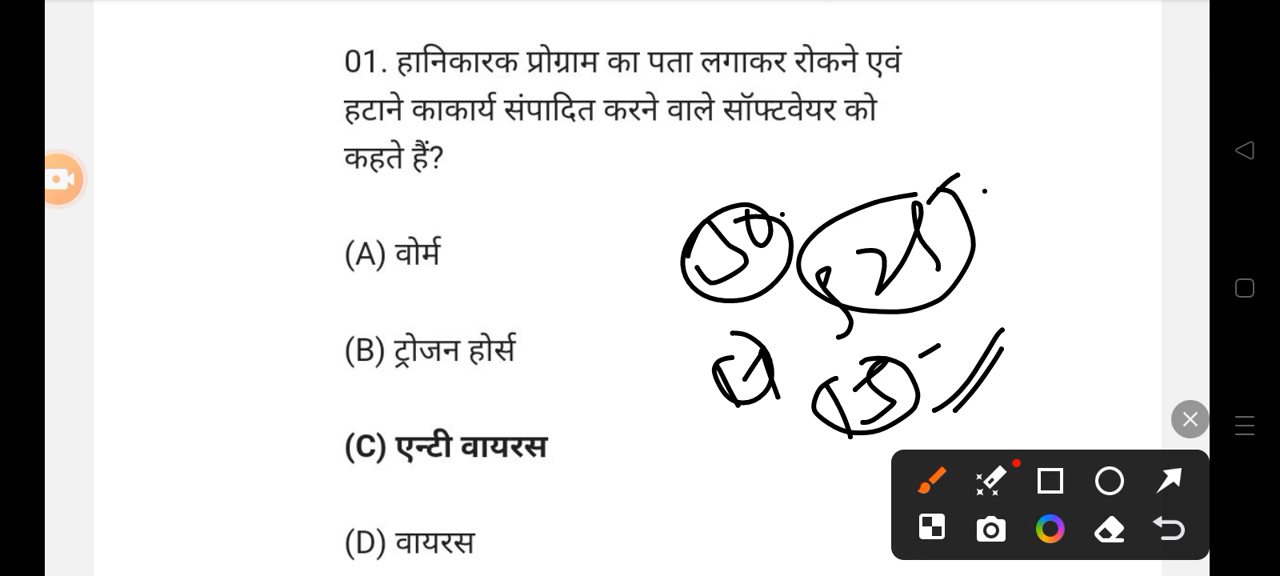 01. हानिकारक प्रोग्राम का पता लगाकर रोकने एवं
हटाने काकार्य संपादित करने वाले सॉफ्टवेयर को
कहते हैं?
(A) वोर्म
(B) ट्रोजन होर्स
(C) एन्टी वायरस
(D) वायरस